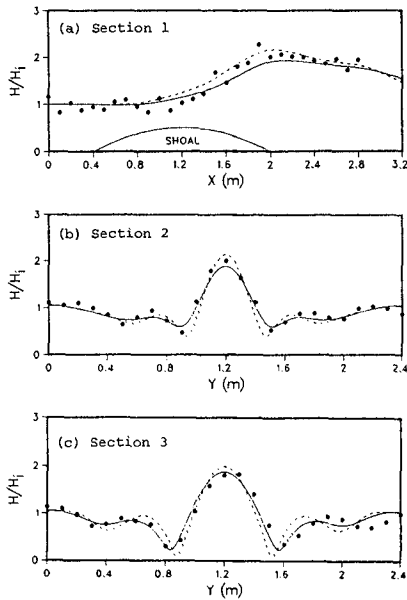 3
(a) Section 1
2
H/Hi
1
SHOAL
0
0 0.4 0.8 1.2 1.6 2.0 2.4 2.8 3.2
X (m)
3
(b) Section 2
2
H/Hi
1
0
0 0.4 0.8 1.2 1.6 2 2.4
Y (m)
3
(c) Section 3
2
H/Hi
1
0
0 0.4 0.8 1.2 1.6 2.0 2.4
Y (m)